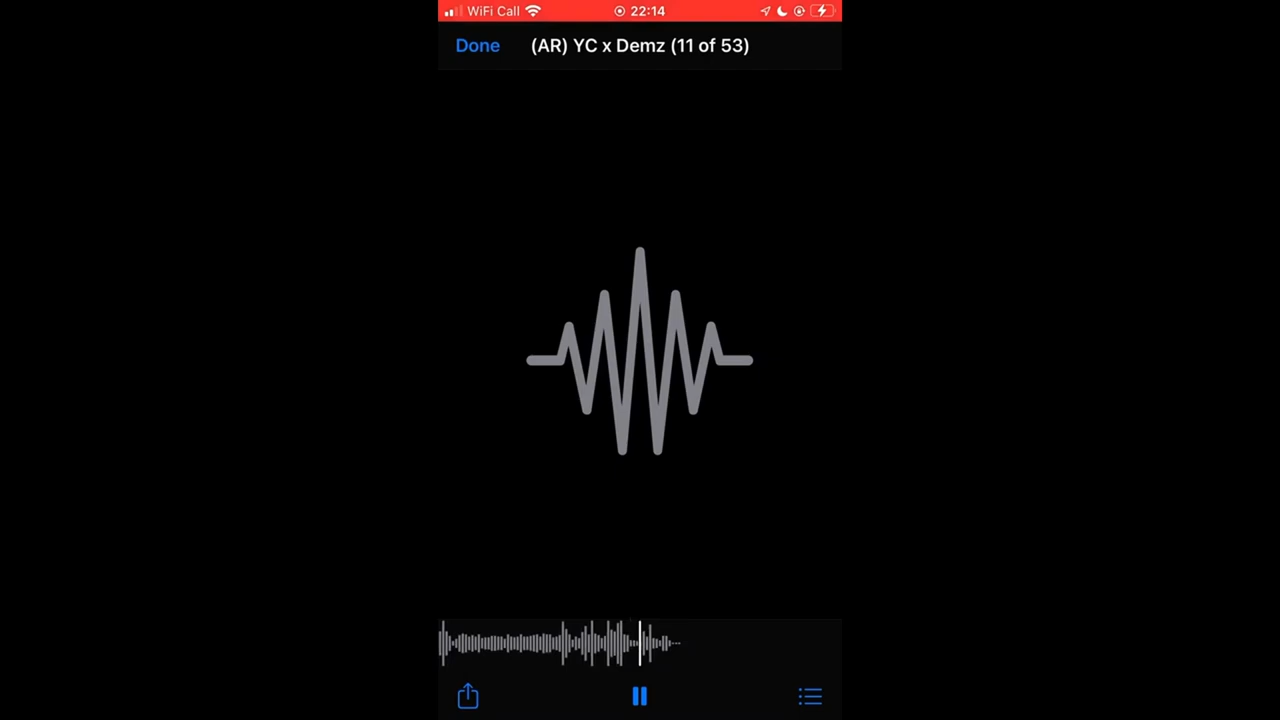 WiFi Call 22:14
Done (AR) YC x Demz (11 of 53)